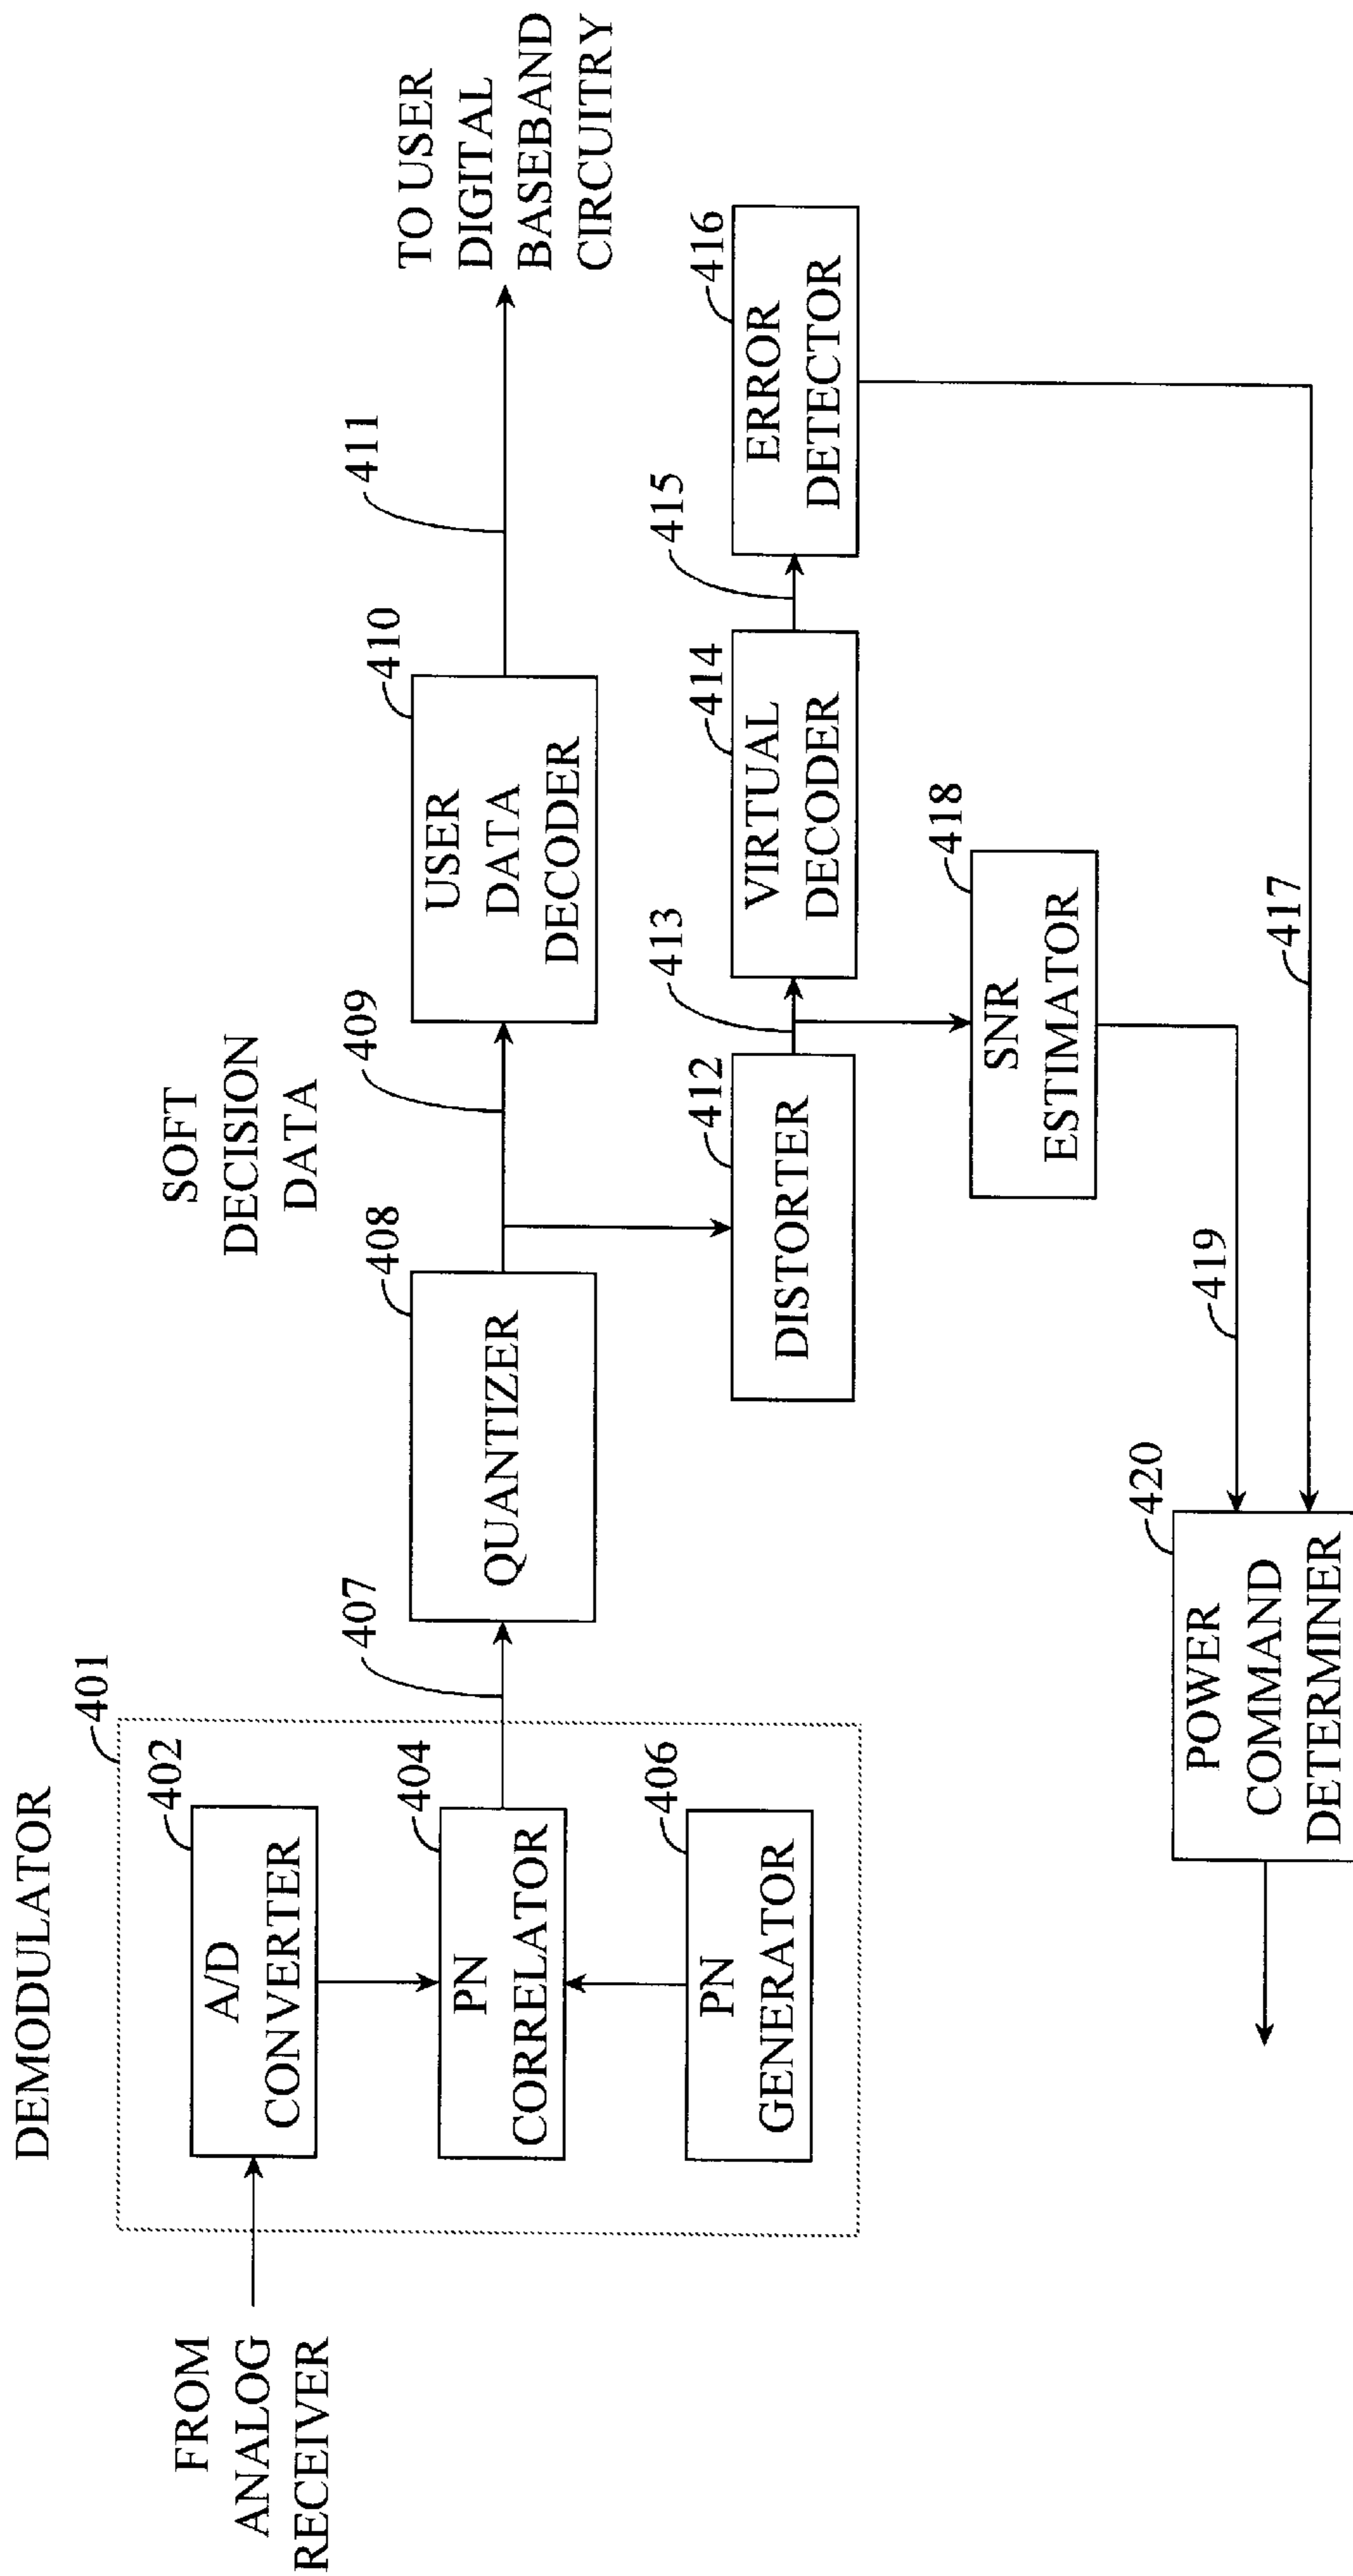 DEMODULATOR
401
FROM
ANALOG
RECEIVER
402
A/D
CONVERTER
404
PN
CORRELATOR
406
PN
GENERATOR
407
408
QUANTIZER
SOFT
DECISION
DATA
409
410
USER
DATA
DECODER
411
TO USER
DIGITAL
BASEBAND
CIRCUITRY
412
DISTORTER
413
414
VIRTUAL
DECODER
415
416
ERROR
DETECTOR
418
SNR
ESTIMATOR
419
417
420
POWER
COMMAND
DETERMINER